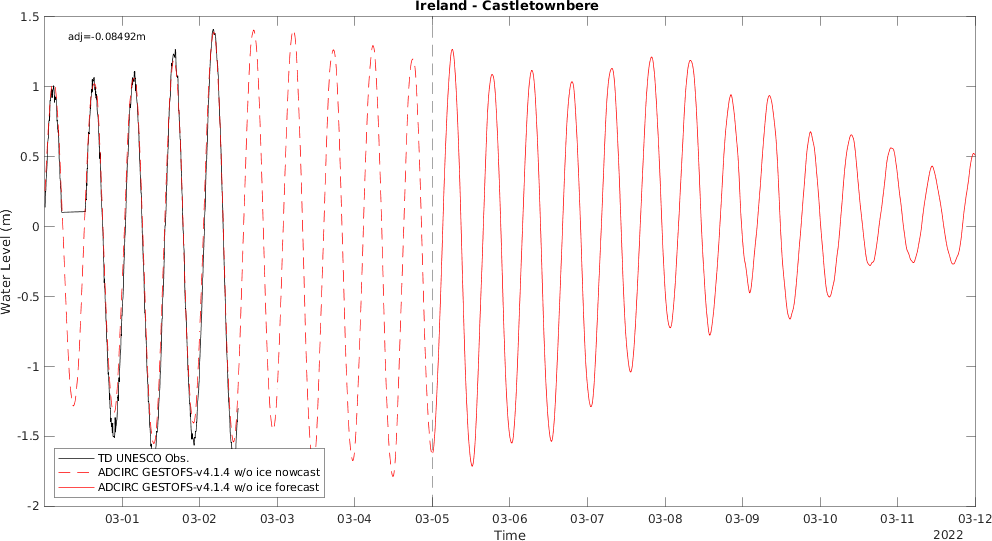 Ireland - Castletownbere
adj=-0.08492m
1.5
1
0.5
0
-0.5
-1
-1.5
-2
Water Level (m)
TD UNESCO Obs.
ADCIRC GESTOFS-v4.1.4 w/o ice nowcast
ADCIRC GESTOFS-v4.1.4 w/o ice forecast
03-01 03-02 03-03 03-04 03-05 03-06 03-07 03-08 03-09 03-10 03-11 03-12
Time
2022